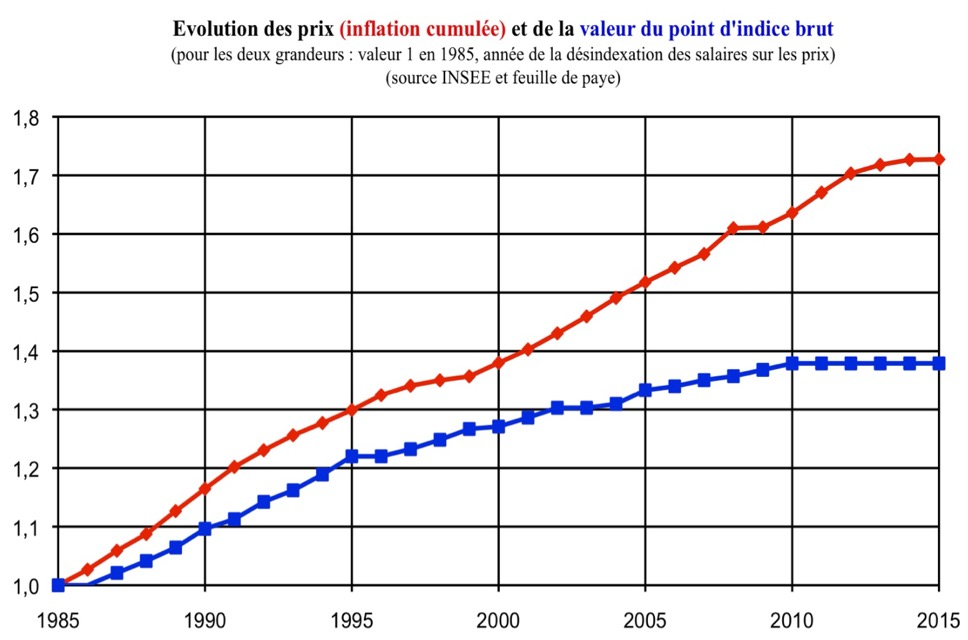 Evolution des prix (inflation cumulée) et de la valeur du point d'indice brut
(pour les deux grandeurs : valeur 1 en 1985, année de la désindexation des salaires sur les prix)
(source INSEE et feuille de paye)
1,8
1,7
1,6
1,5
1,4
1,3
1,2
1,1
1,0
1985 1990 1995 2000 2005 2010 2015